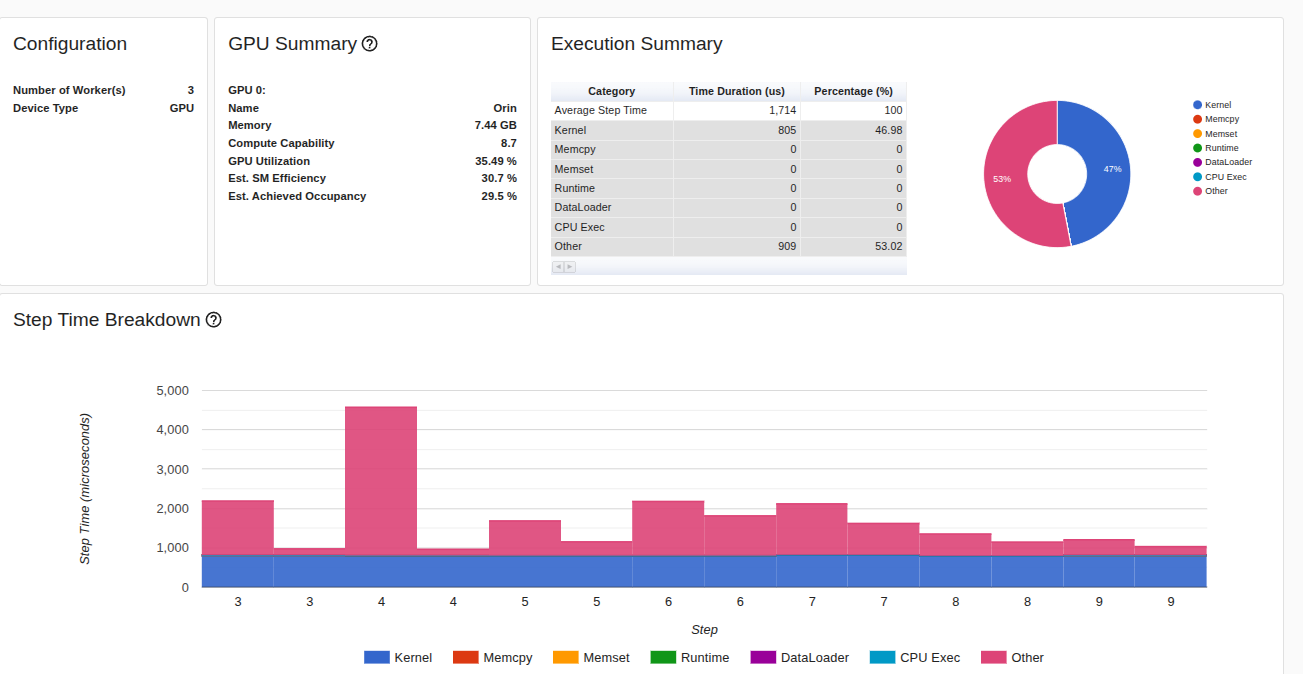 Configuration
Number of Worker(s) 3
Device Type GPU
GPU Summary
GPU 0:
Name Orin
Memory 7.44 GB
Compute Capability 8.7
GPU Utilization 35.49 %
Est. SM Efficiency 30.7 %
Est. Achieved Occupancy 29.5 %
Execution Summary
Category Time Duration (us) Percentage (%)
Average Step Time 1,714 100
Kernel 805 46.98
Memcpy 0 0
Memset 0 0
Runtime 0 0
DataLoader 0 0
CPU Exec 0 0
Other 909 53.02
53% 47%
Kernel
Memcpy
Memset
Runtime
DataLoader
CPU Exec
Other
Step Time Breakdown
Step Time (microseconds)
5,000
4,000
3,000
2,000
1,000
0
3 3 4 4 5 5 6 6 7 7 8 8 9 9
Step
Kernel Memcpy Memset Runtime DataLoader CPU Exec Other